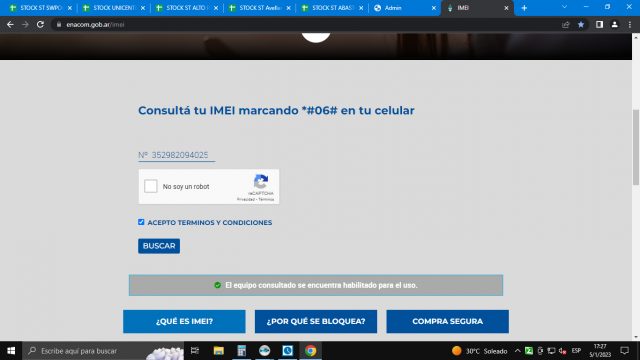 STOCK ST SWPO
STOCK UNICENT
STOCK ST ALTO
STOCK ST Avella
STOCK ST ABAST
Admin
IMEI
enacom.gob.ar/imei
Consultá tu IMEI marcando *#06# en tu celular
Nº 352982094025
No soy un robot
reCAPTCHA
Privacidad - Términos
ACEPTO TERMINOS Y CONDICIONES
BUSCAR
El equipo consultado se encuentra habilitado para el uso.
¿QUÉ ES IMEI?
¿POR QUÉ SE BLOQUEA?
COMPRA SEGURA
Escribe aquí para buscar
30°C Soleado
ESP
17:27
5/1/2023